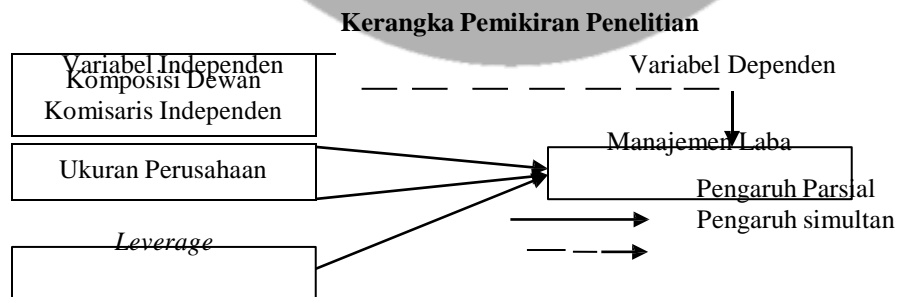 Kerangka Pemikiran Penelitian
Variabel Independen
Variabel Dependen
Komposisi Dewan
Komisaris Independen
Manajemen Laba
Ukuran Perusahaan
Pengaruh Parsial
Pengaruh simultan
Leverage